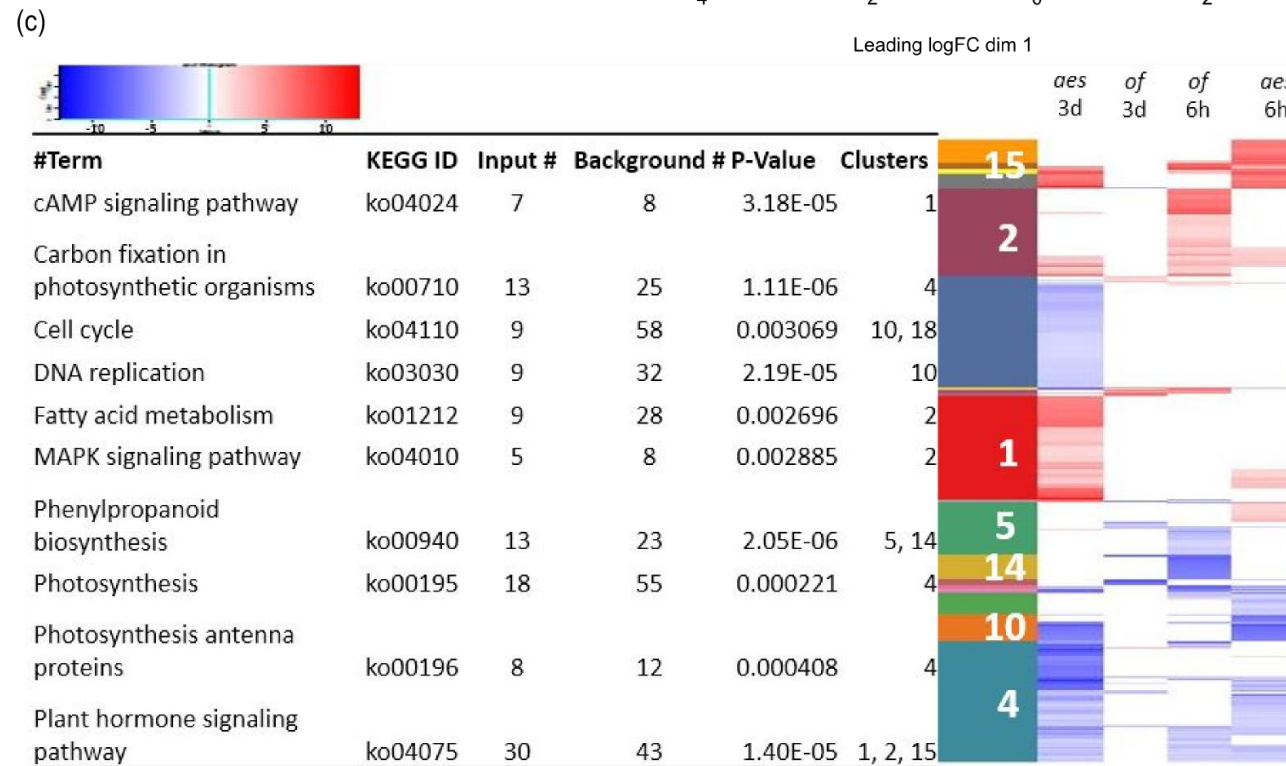 (c)
Leading logFC dim 1
-10 -5 5 10
aes of of
3d 3d 6h 6h
#Term KEGG ID Input # Background # P-Value Clusters
15
cAMP signaling pathway ko04024 7 8 3.18E-05 1
2
Carbon fixation in
photosynthetic organisms ko00710 13 25 1.11E-06 4
Cell cycle ko04110 9 58 0.003069 10, 18
DNA replication ko03030 9 32 2.19E-05 10
Fatty acid metabolism ko01212 9 28 0.002696 2
MAPK signaling pathway ko04010 5 8 0.002885 2
1
Phenylpropanoid
biosynthesis ko00940 13 23 2.05E-06 5, 14
5
14
Photosynthesis ko00195 18 55 0.000221 4
10
Photosynthesis antenna
proteins ko00196 8 12 0.000408 4
4
Plant hormone signaling
pathway ko04075 30 43 1.40E-05 1, 2, 15